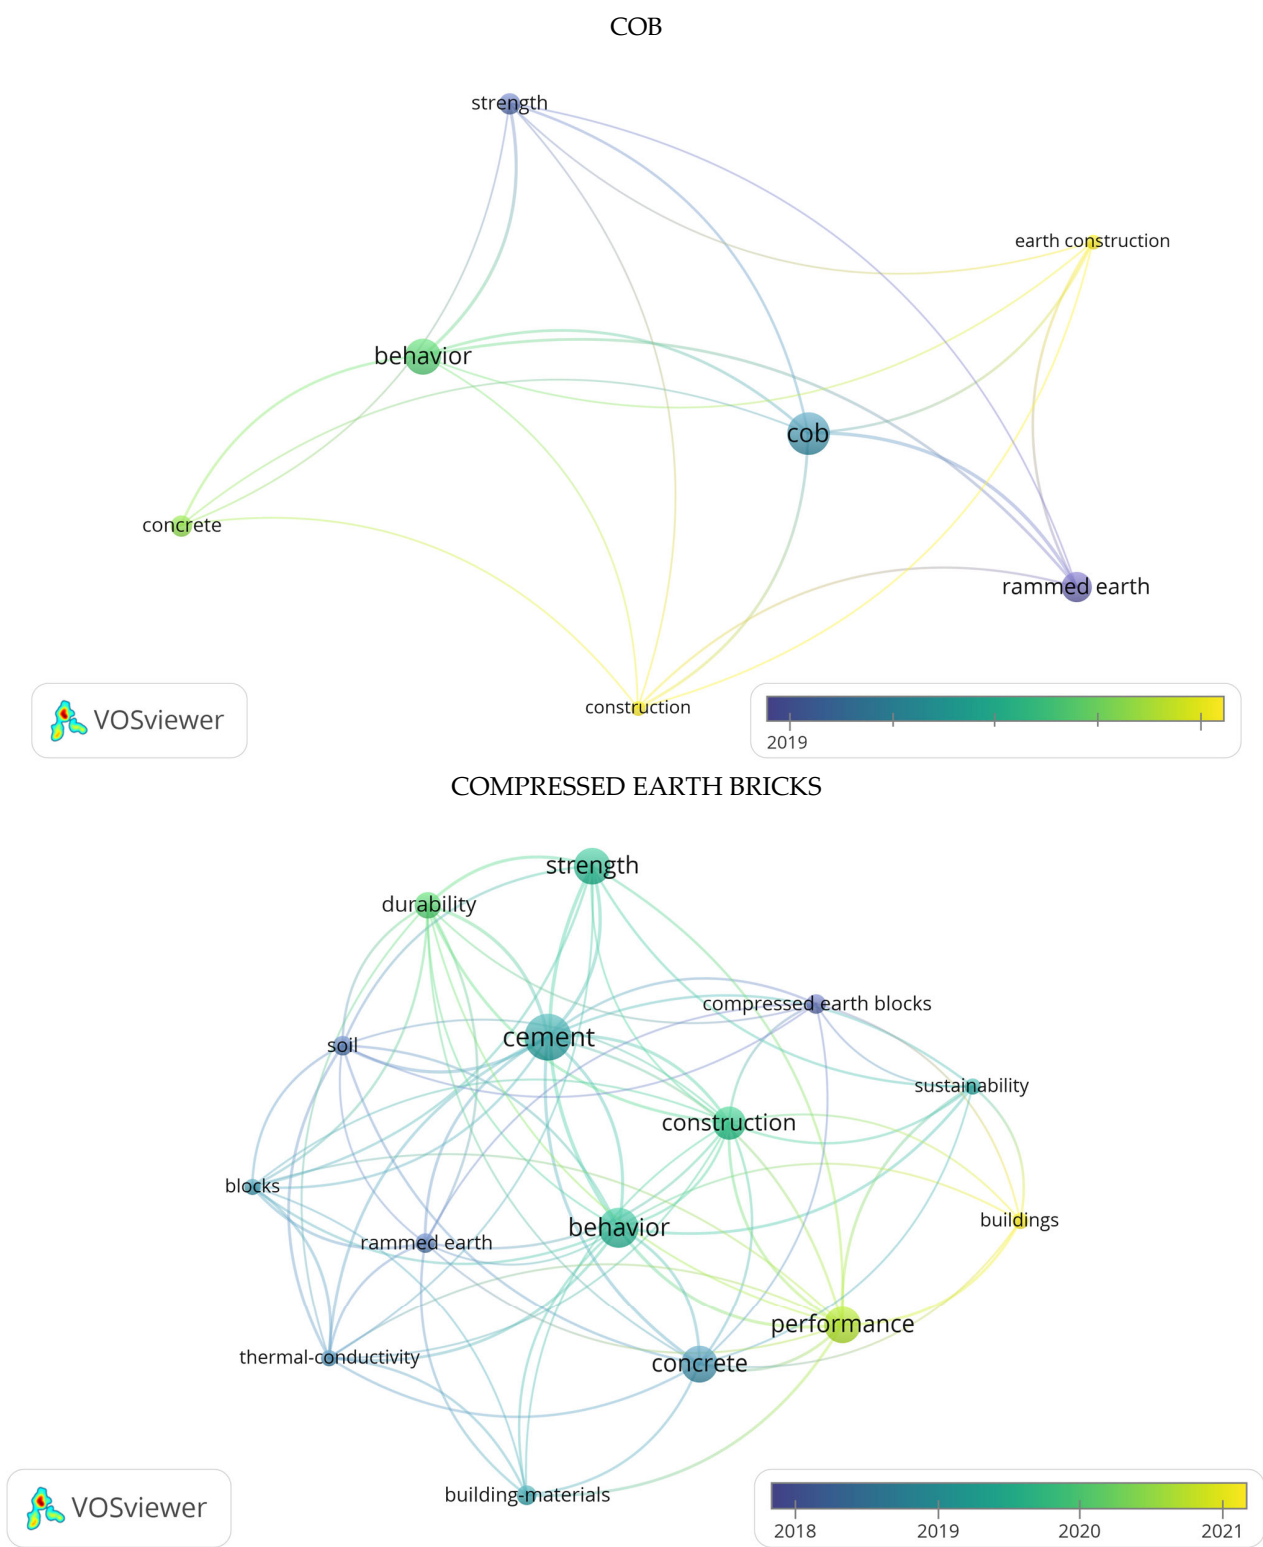 COB
strength
earth construction
behavior
cob
concrete
rammed earth
construction
VOSviewer
2019
COMPRESSED EARTH BRICKS
strength
durability
compressed earth blocks
cement
soil
sustainability
construction
blocks
buildings
behavior
rammed earth
performance
thermal-conductivity
concrete
building-materials
VOSviewer
2018 2019 2020 2021